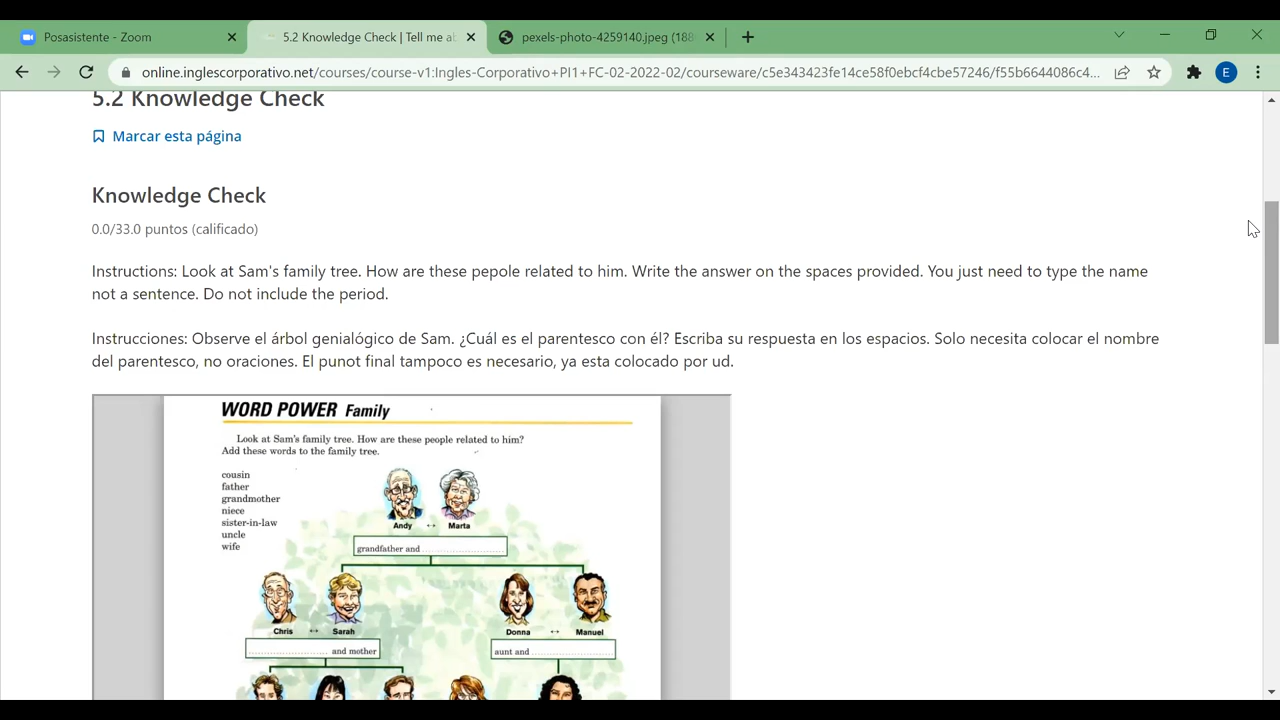 Posasistente - Zoom
5.2 Knowledge Check | Tell me ab
pexels-photo-4259140.jpeg (188
online.inglescorporativo.net/courses/course-v1:Ingles-Corporativo+PI1+FC-02-2022-02/courseware/c5e343423fe14ce58f0ebcf4cbe57246/f55b6644086c4...
E
5.2 Knowledge Check
Marcar esta página
Knowledge Check
0.0/33.0 puntos (calificado)
Instructions: Look at Sam's family tree. How are these pepole related to him. Write the answer on the spaces provided. You just need to type the name
not a sentence. Do not include the period.
Instrucciones: Observe el árbol genialógico de Sam. ¿Cuál es el parentesco con él? Escriba su respuesta en los espacios. Solo necesita colocar el nombre
del parentesco, no oraciones. El punot final tampoco es necesario, ya esta colocado por ud.
WORD POWER Family
Look at Sam's family tree. How are these people related to him?
Add these words to the family tree.
cousin
father
grandmother
niece
sister-in-law
uncle
wife
Andy ↔ Marta
grandfather and ........................
Chris ↔ Sarah
........................ and mother
Donna ↔ Manuel
aunt and ........................